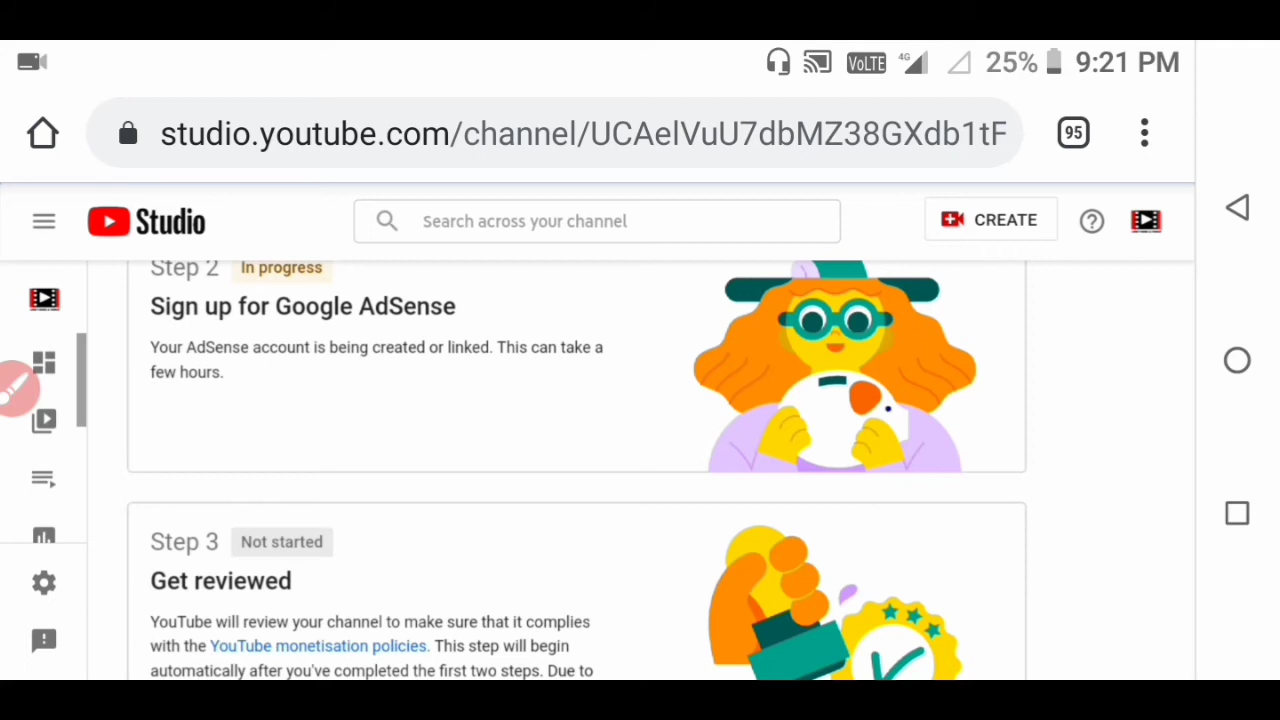 VoLTE 4G 25% 9:21 PM
studio.youtube.com/channel/UCAelVuU7dbMZ38GXdb1tF
95
Studio
Search across your channel
CREATE
Step 2 In progress
Sign up for Google AdSense
Your AdSense account is being created or linked. This can take a
few hours.
Step 3 Not started
Get reviewed
YouTube will review your channel to make sure that it complies
with the YouTube monetisation policies. This step will begin
automatically after you've completed the first two steps. Due to